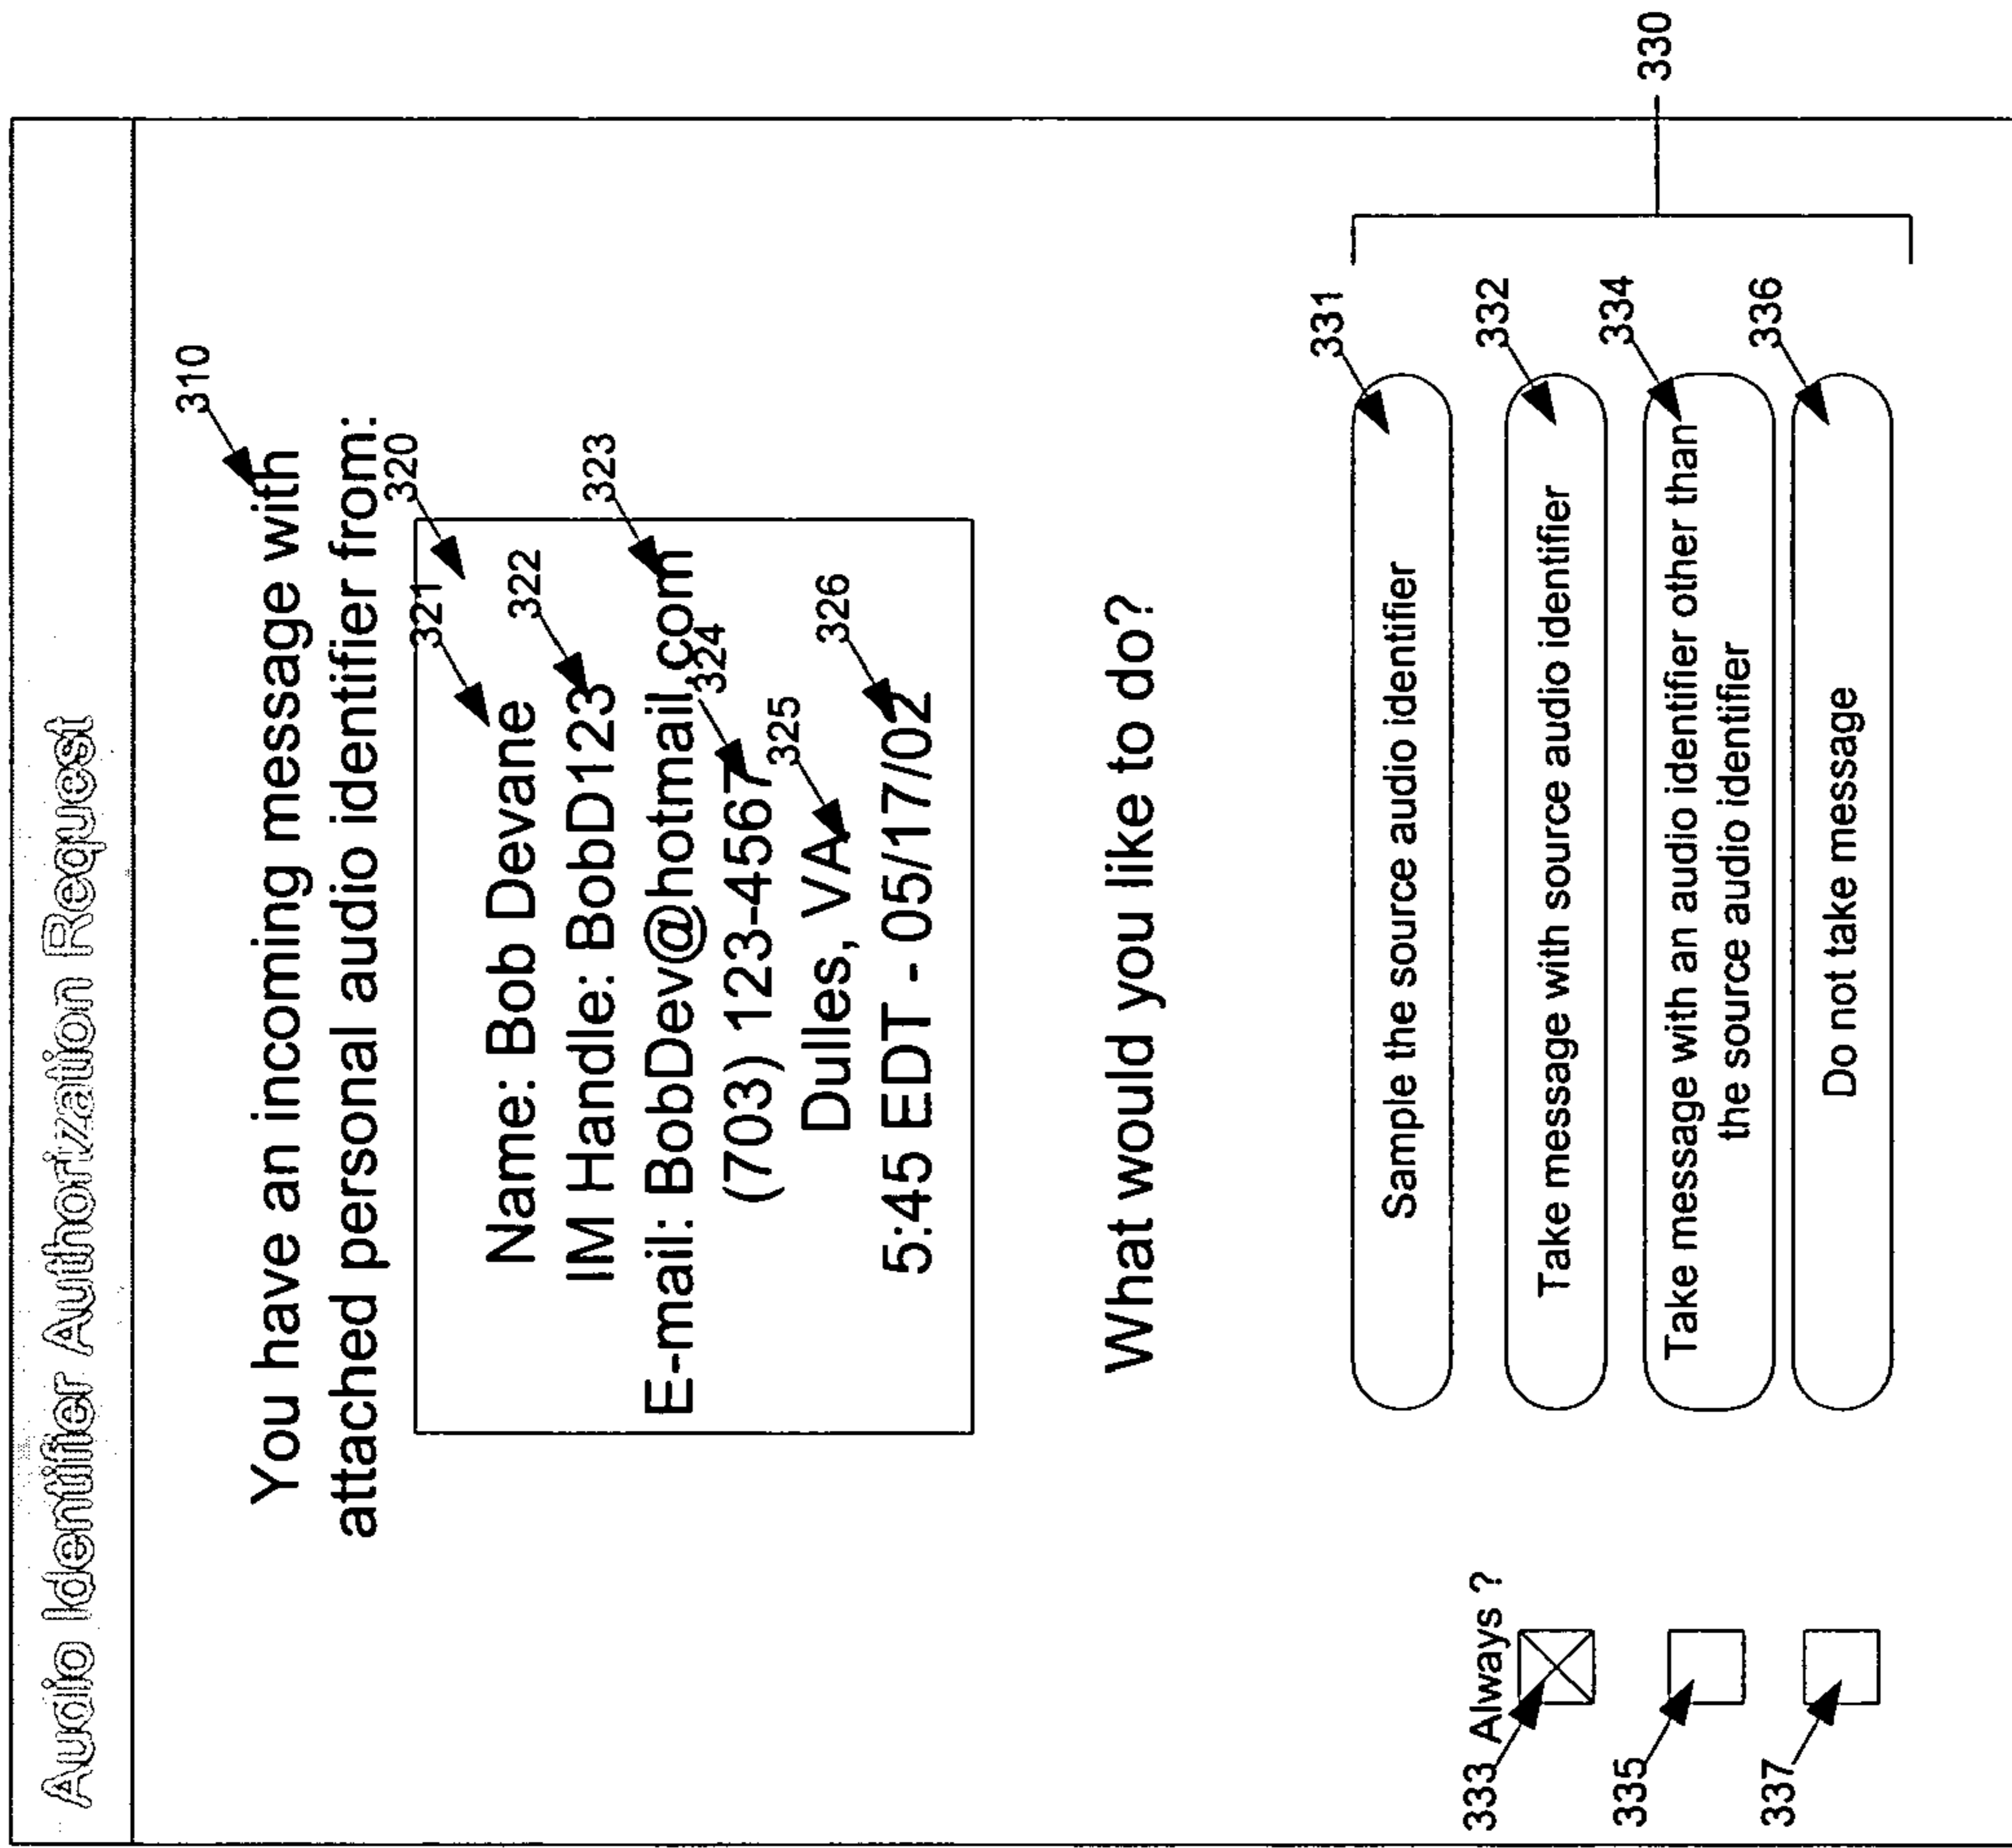 Audio Identifier Authorization Request
310
You have an incoming message with
attached personal audio identifier from:
320
321
Name: Bob Devane
322
IM Handle: BobD123
323
E-mail: BobDev@hotmail.com
324
(703) 123-4567
325
Dulles, VA
326
5:45 EDT - 05/17/02
What would you like to do?
330
331
Sample the source audio identifier
Always ?
332
333
Take message with source audio identifier
334
335
Take message with an audio identifier other than
the source audio identifier
336
337
Do not take message